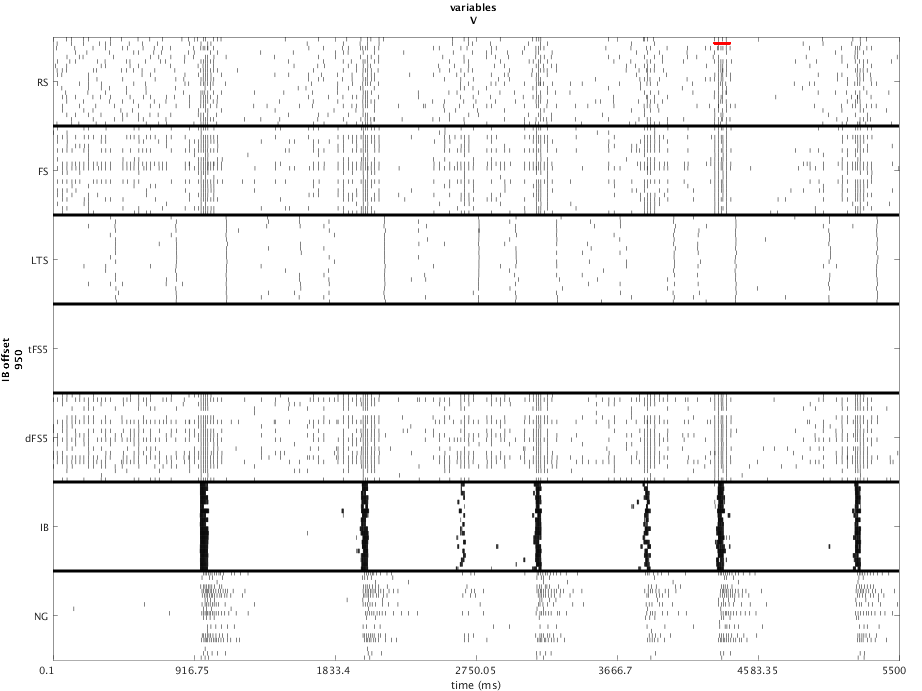 variables
V
RS
FS
LTS
tFS5
dFS5
IB
NG
IB offset
950
0.1
916.75
1833.4
2750.05
3666.7
4583.35
5500
time (ms)